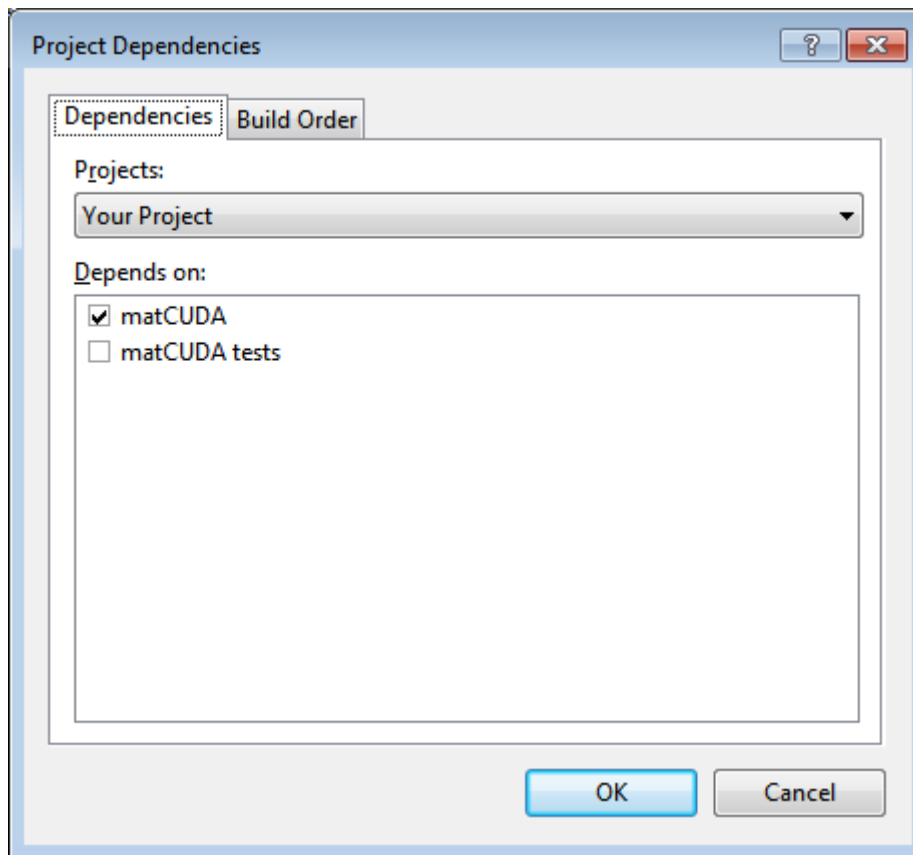 Project Dependencies
Dependencies
Build Order
Projects:
Your Project
Depends on:
matCUDA
matCUDA tests
OK
Cancel